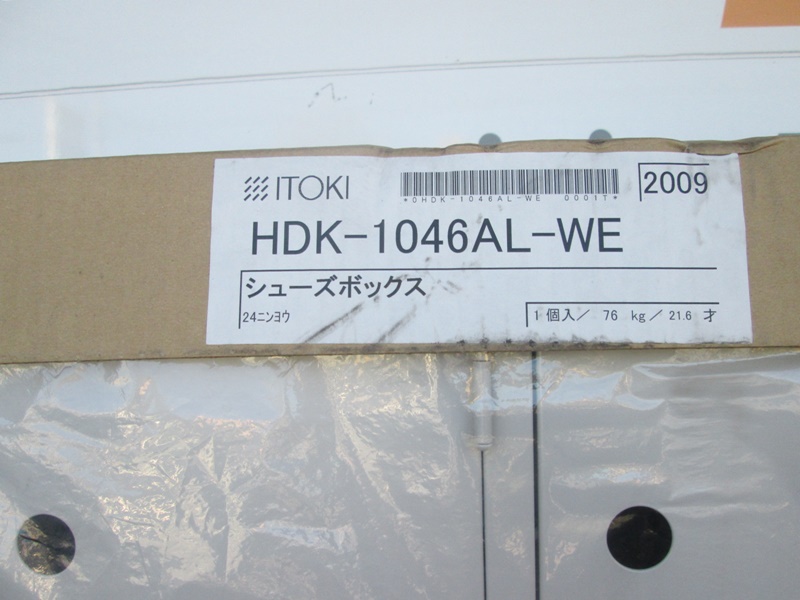 ITOKI
*0HDK-1046AL-WE 0001T*
2009
HDK-1046AL-WE
シューズボックス
24ニンヨウ
1個入／ 76 kg／21.6 才